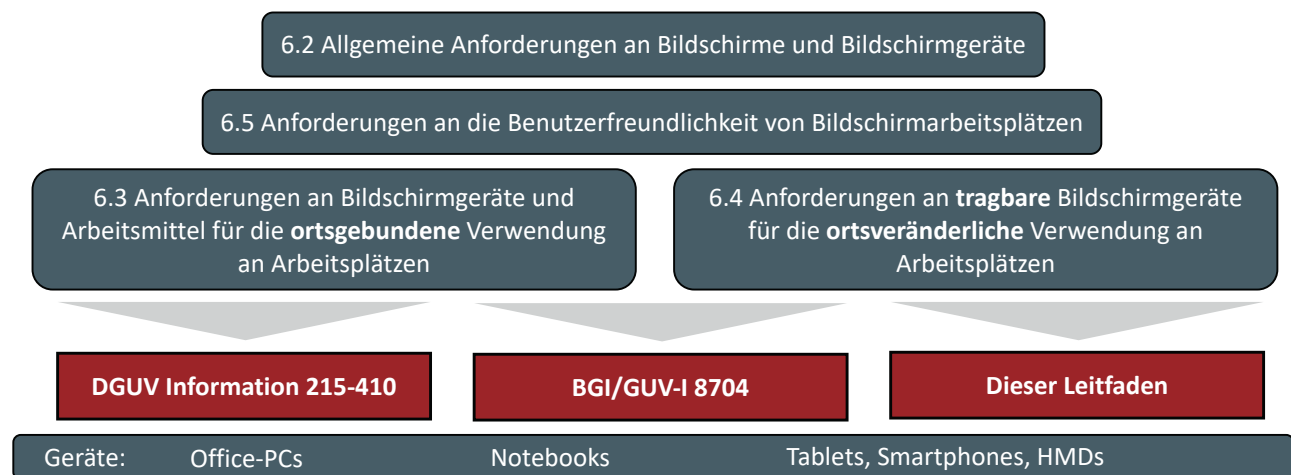 6.2 Allgemeine Anforderungen an Bildschirme und Bildschirmgeräte
6.5 Anforderungen an die Benutzerfreundlichkeit von Bildschirmarbeitsplätzen
6.3 Anforderungen an Bildschirmgeräte und
Arbeitsmittel für die ortsgebundene Verwendung
an Arbeitsplätzen
6.4 Anforderungen an tragbare Bildschirmgeräte
für die ortsveränderliche Verwendung an
Arbeitsplätzen
DGUV Information 215-410
BGI/GUV-I 8704
Dieser Leitfaden
Geräte: Office-PCs Notebooks Tablets, Smartphones, HMDs